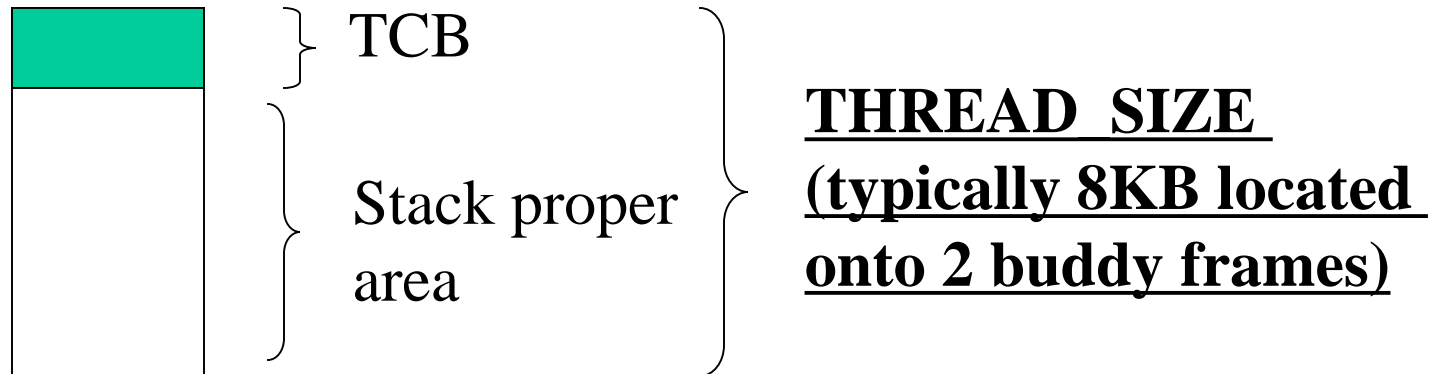 TCB
Stack proper
area
THREAD_SIZE
(typically 8KB located
onto 2 buddy frames)